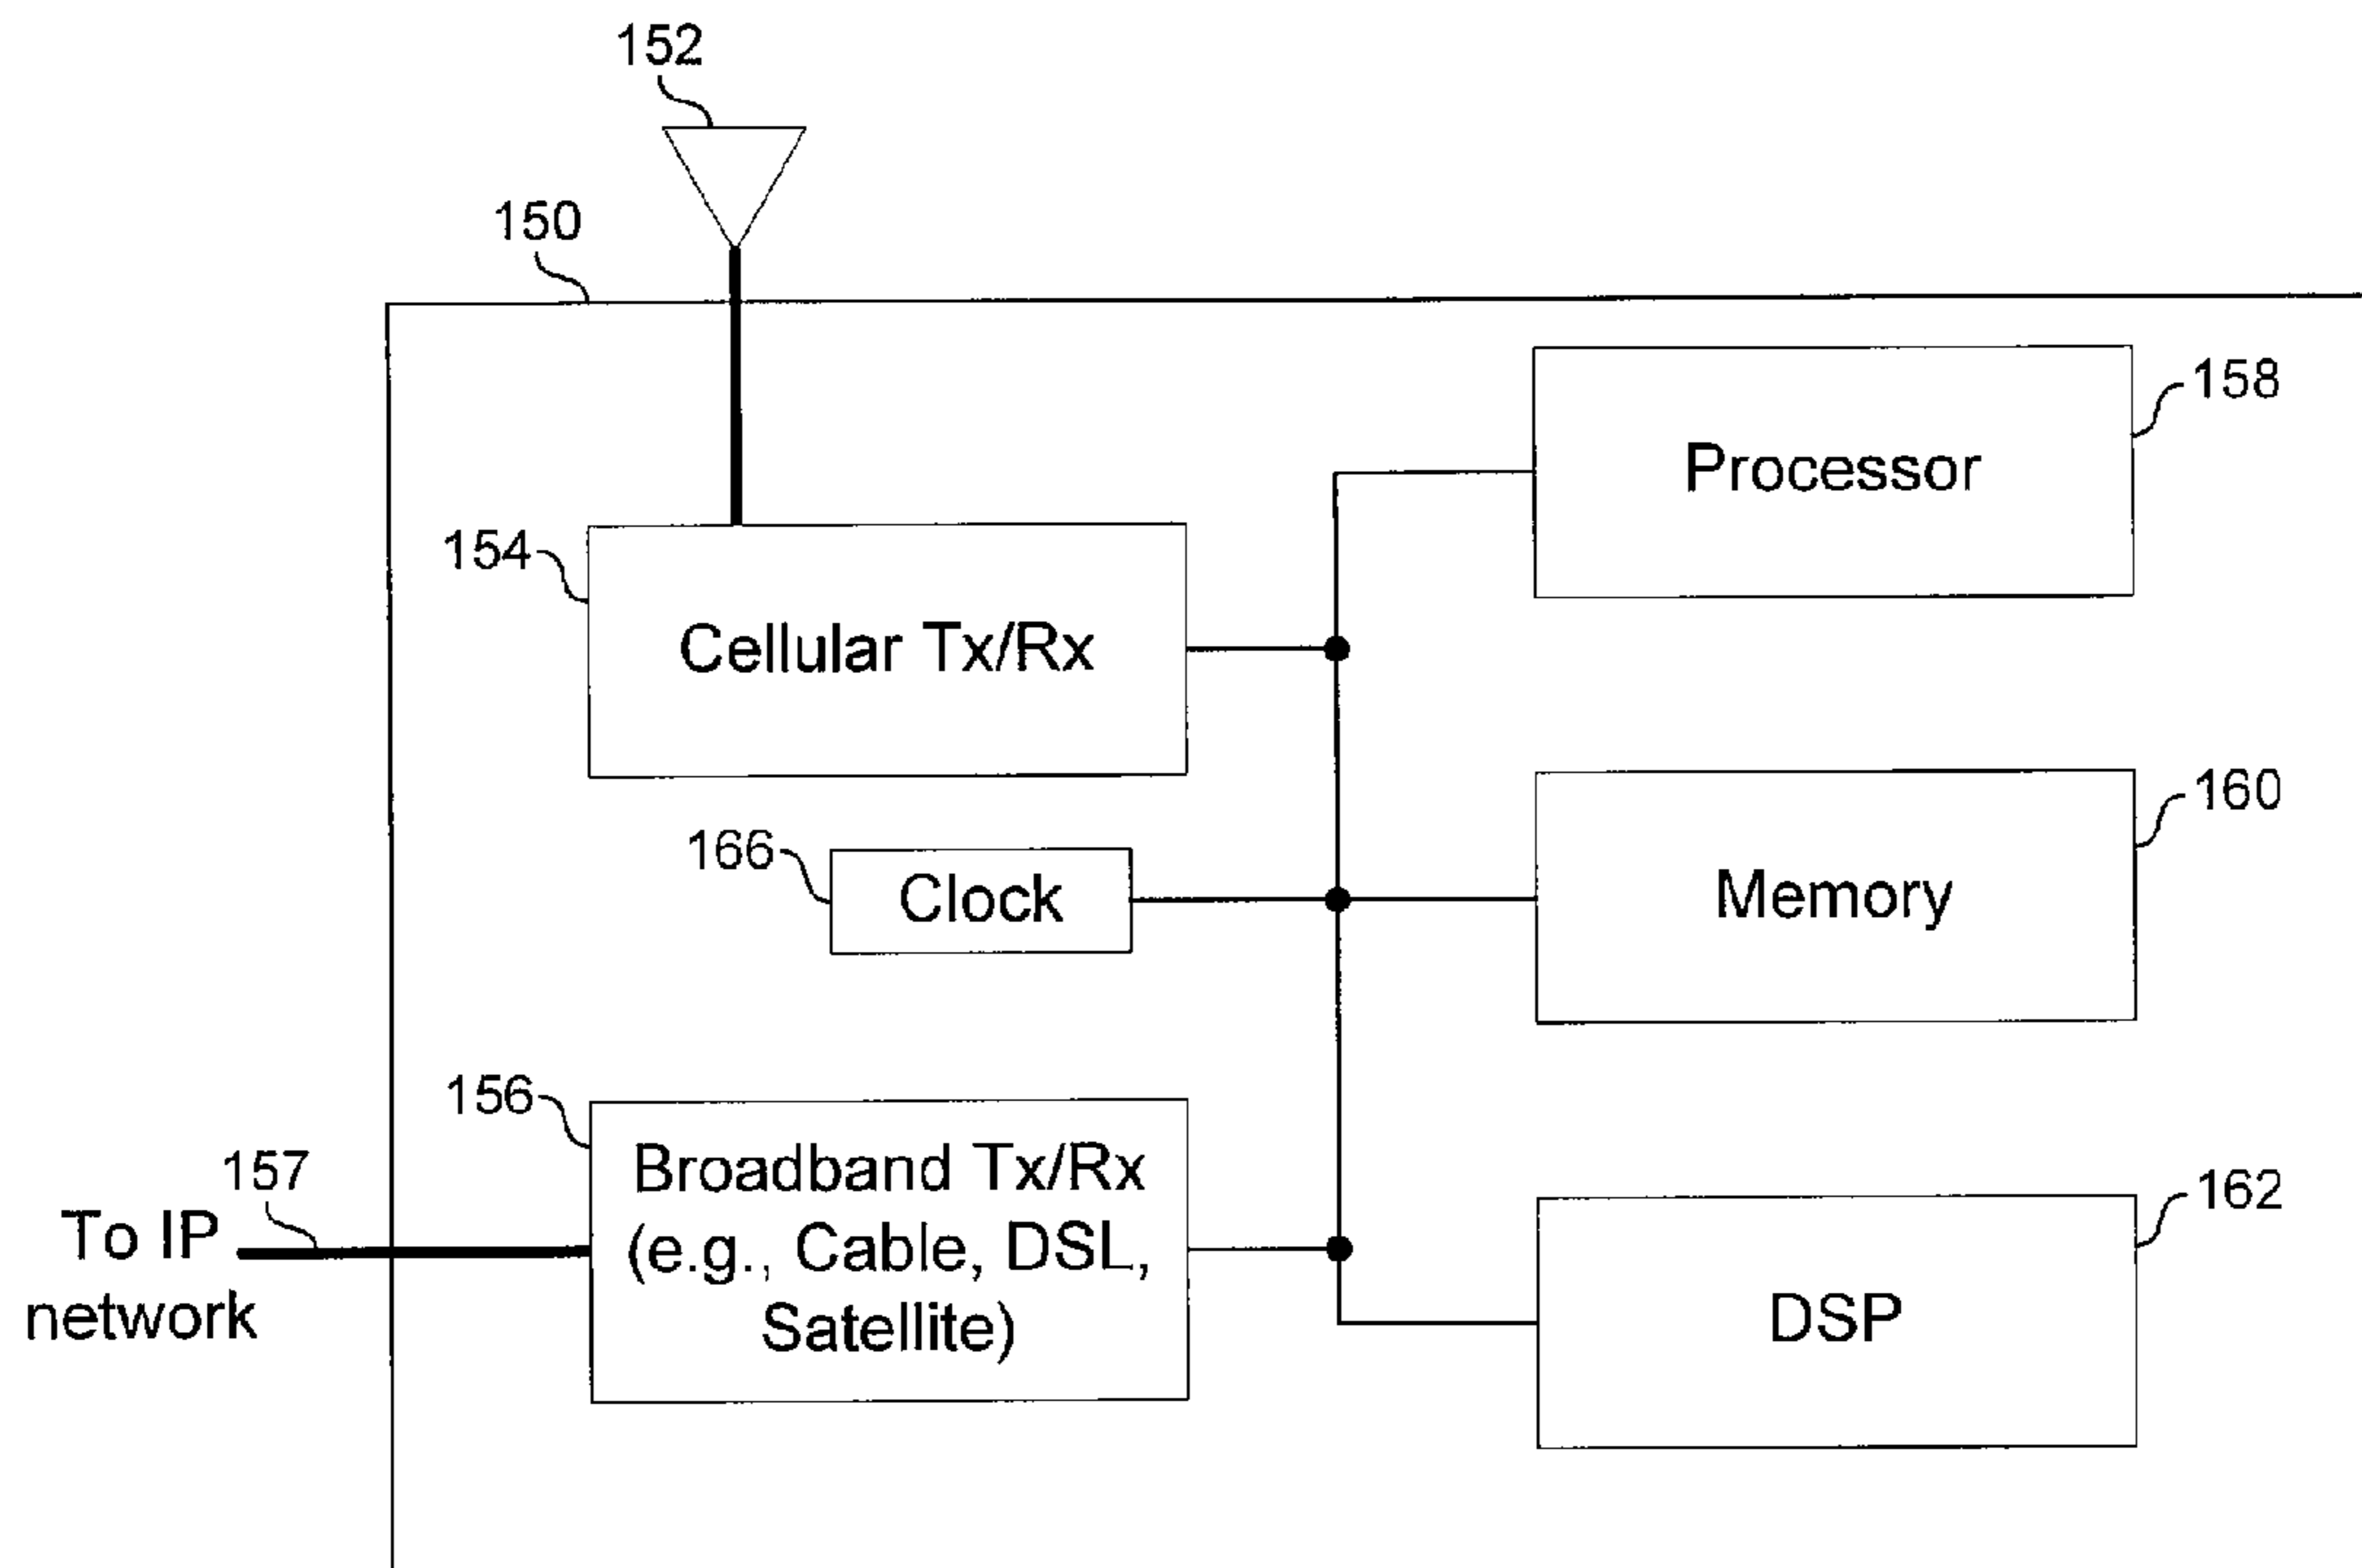 152
150
158
Processor
154
Cellular Tx/Rx
160
166
Clock
Memory
156
Broadband Tx/Rx
(e.g., Cable, DSL,
Satellite)
157
To IP
network
162
DSP